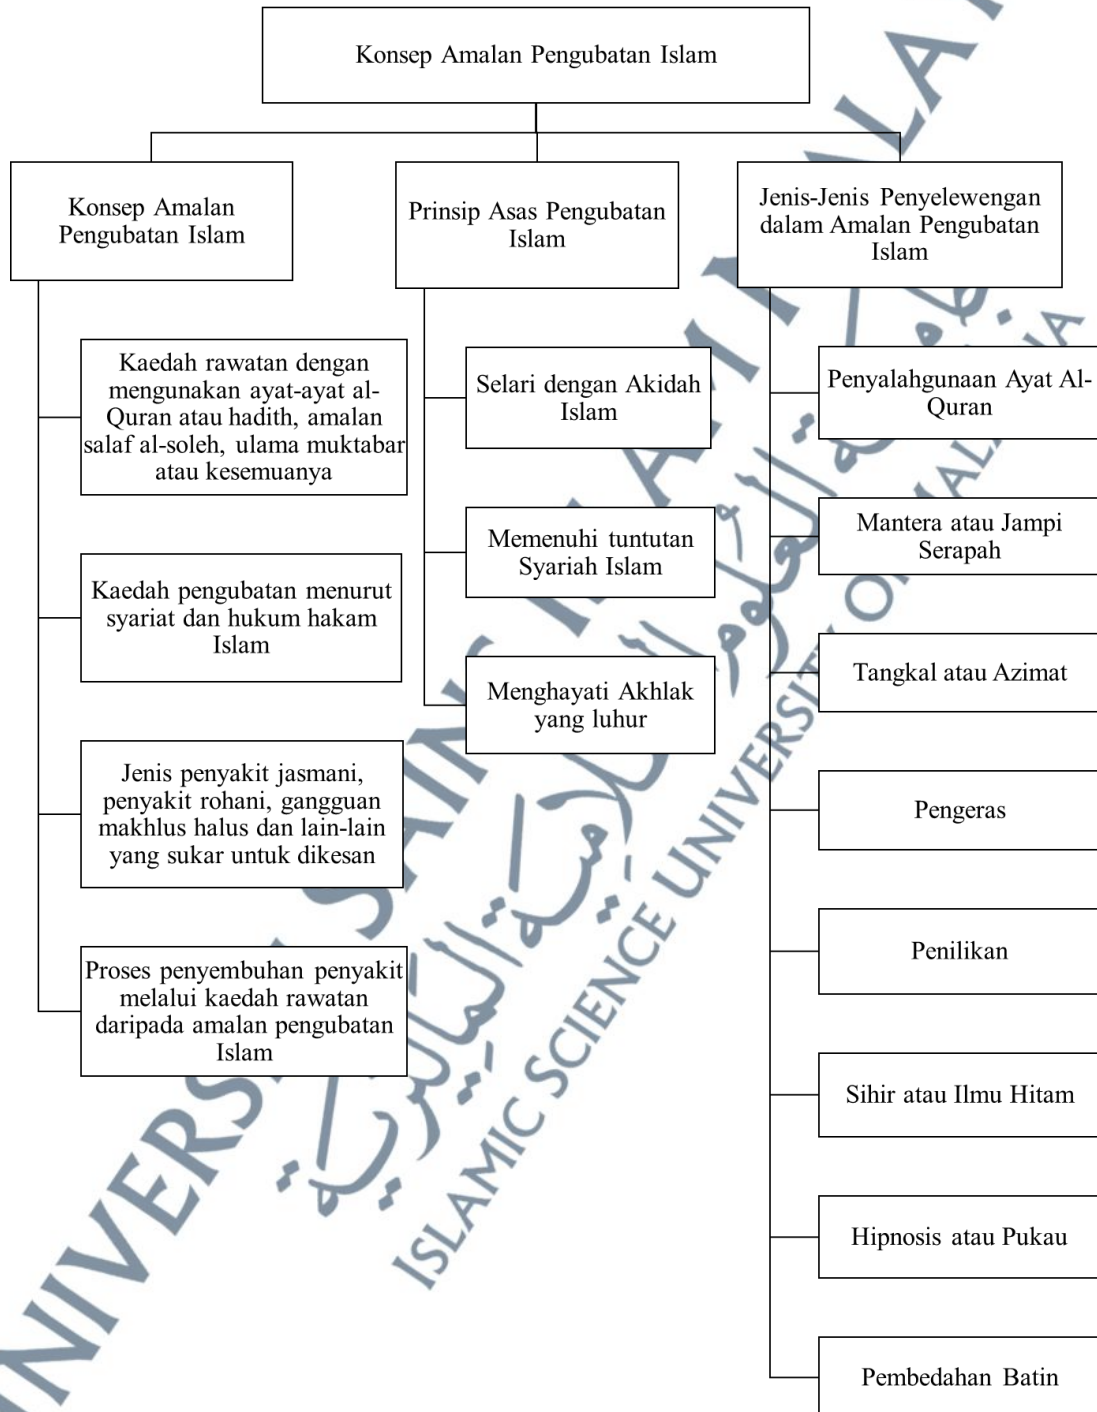 Konsep Amalan Pengubatan Islam
Konsep Amalan
Pengubatan Islam
Kaedah rawatan dengan
mengunakan ayat-ayat al-
Quran atau hadith, amalan
salaf al-soleh, ulama muktabar
atau kesemuanya
Kaedah pengubatan menurut
syariat dan hukum hakam
Islam
Jenis penyakit jasmani,
penyakit rohani, gangguan
makhlus halus dan lain-lain
yang sukar untuk dikesan
Proses penyembuhan penyakit
melalui kaedah rawatan
daripada amalan pengubatan
Islam
Prinsip Asas Pengubatan
Islam
Selari dengan Akidah
Islam
Memenuhi tuntutan
Syariah Islam
Menghayati Akhlak
yang luhur
Jenis-Jenis Penyelewengan
dalam Amalan Pengubatan
Islam
Penyalahgunaan Ayat Al-
Quran
Mantera atau Jampi
Serapah
Tangkal atau Azimat
Pengeras
Penilikan
Sihir atau Ilmu Hitam
Hipnosis atau Pukau
Pembedahan Batin
ISLAMIC SCIENCE UNIVERSITY OF